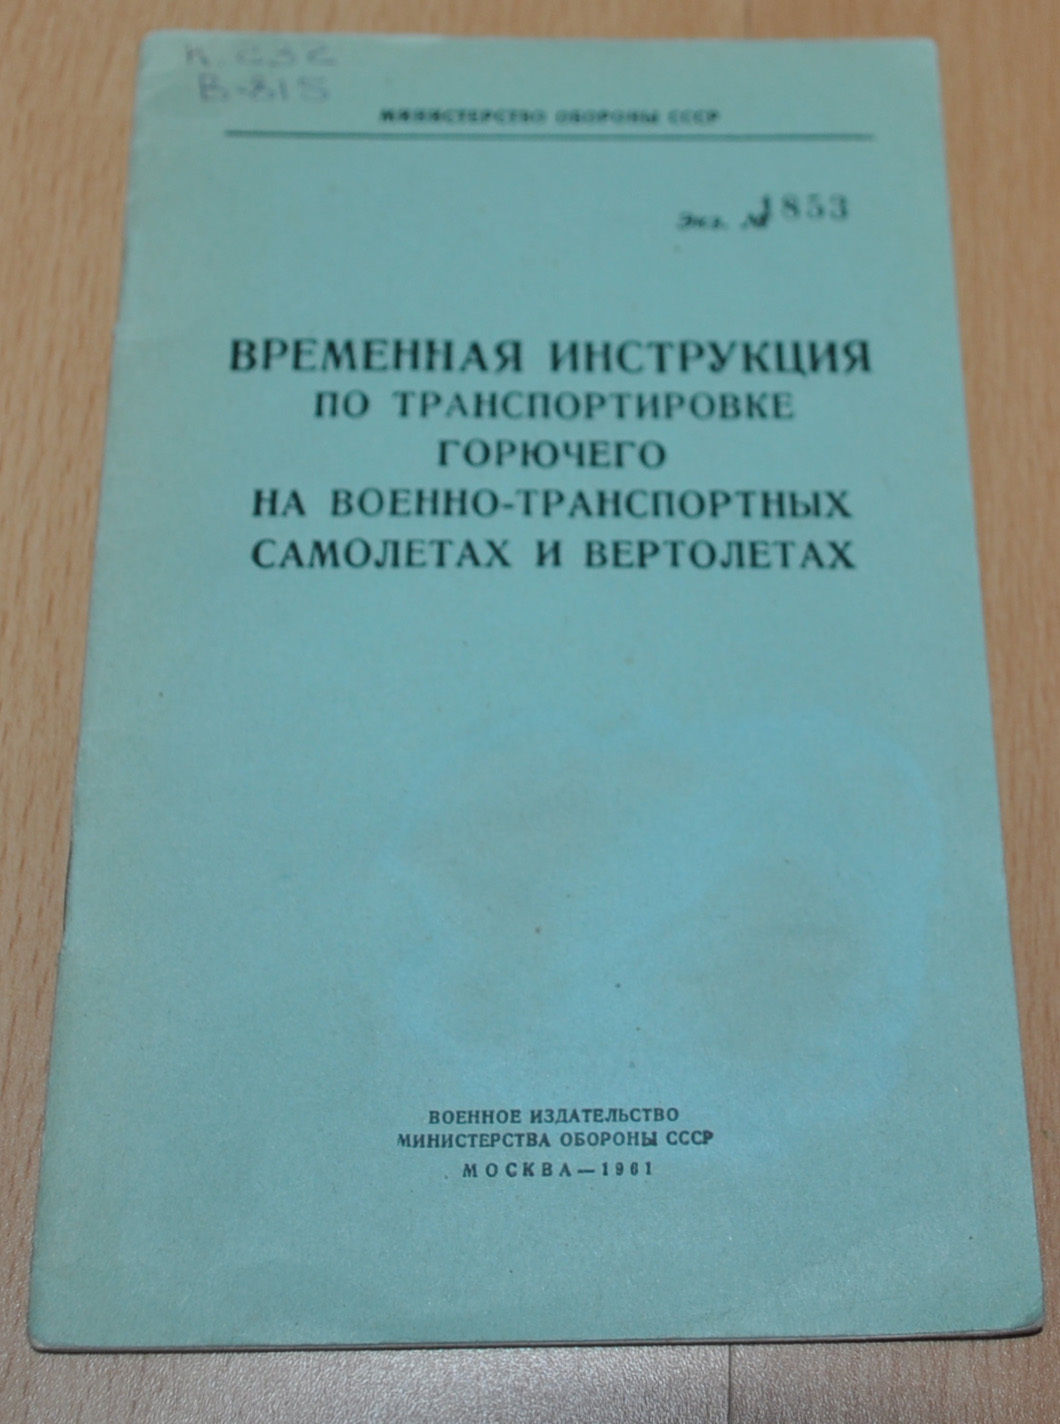 К. 232
В-815
МИНИСТЕРСТВО ОБОРОНЫ СССР
Экз. № 1853
ВРЕМЕННАЯ ИНСТРУКЦИЯ
ПО ТРАНСПОРТИРОВКЕ
ГОРЮЧЕГО
НА ВОЕННО-ТРАНСПОРТНЫХ
САМОЛЕТАХ И ВЕРТОЛЕТАХ
ВОЕННОЕ ИЗДАТЕЛЬСТВО
МИНИСТЕРСТВА ОБОРОНЫ СССР
МОСКВА—1961